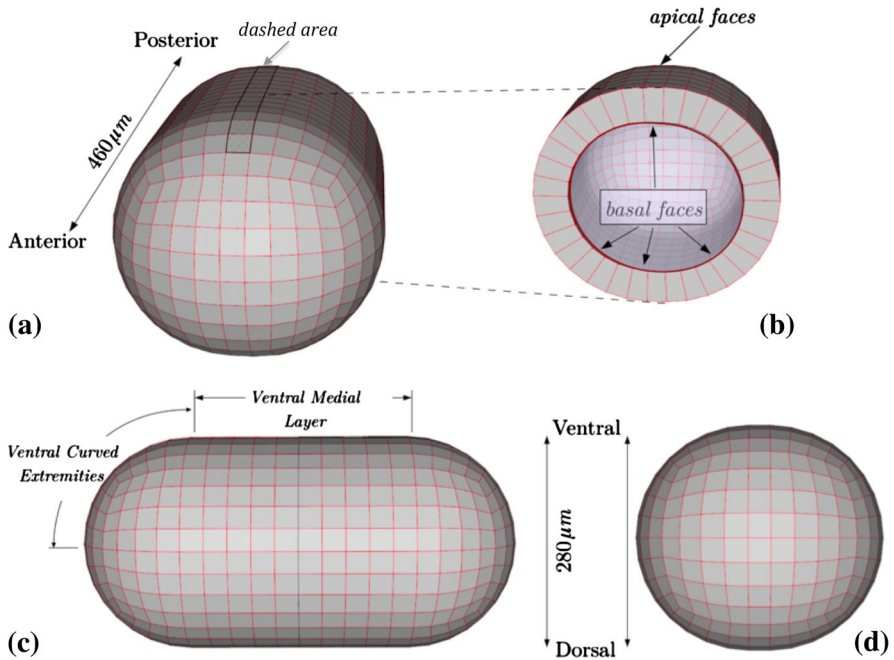 dashed area
Posterior
460μm
Anterior
(a)
apical faces
basal faces
(b)
Ventral Medial
Layer
Ventral Curved
Extremities
(c)
Ventral
280μm
Dorsal
(d)